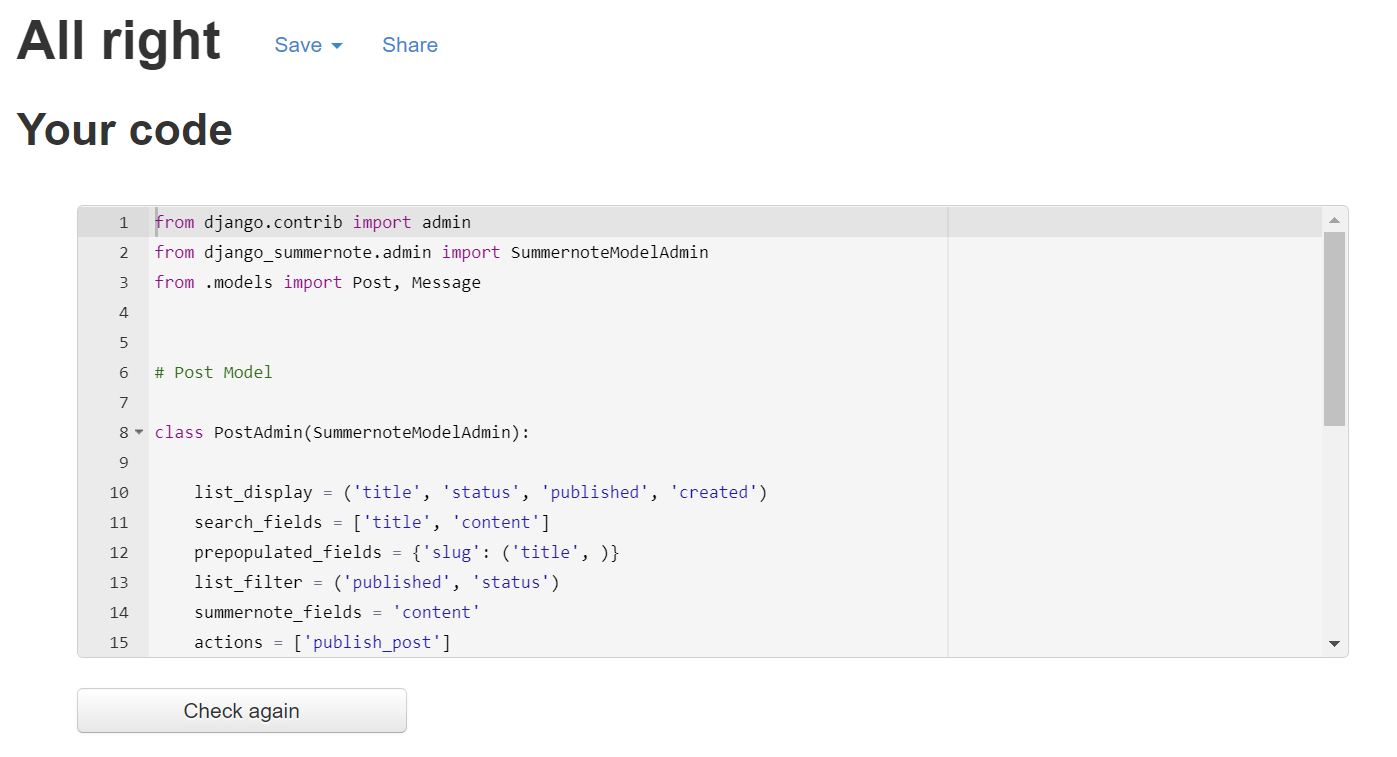 All right Save Share
Your code
1 from django.contrib import admin
2 from django_summernote.admin import SummernoteModelAdmin
3 from .models import Post, Message
4
5
6 # Post Model
7
8 class PostAdmin(SummernoteModelAdmin):
9
10 list_display = ('title', 'status', 'published', 'created')
11 search_fields = ['title', 'content']
12 prepopulated_fields = {'slug': ('title', )}
13 list_filter = ('published', 'status')
14 summernote_fields = 'content'
15 actions = ['publish_post']
Check again